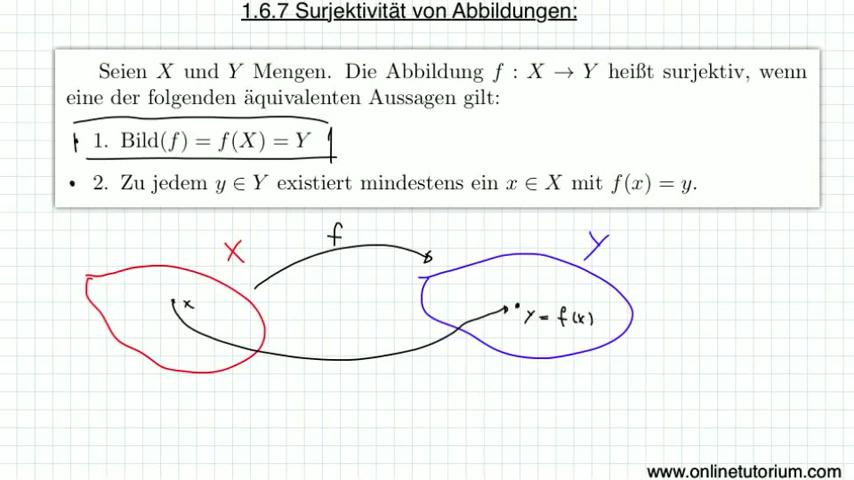 1.6.7 Surjektivität von Abbildungen:
Seien X und Y Mengen. Die Abbildung f : X → Y heißt surjektiv, wenn
eine der folgenden äquivalenten Aussagen gilt:
1. Bild(f) = f(X) = Y
• 2. Zu jedem y ∈ Y existiert mindestens ein x ∈ X mit f(x) = y.
f
X
Y
x
y = f(x)
www.onlinetutorium.com